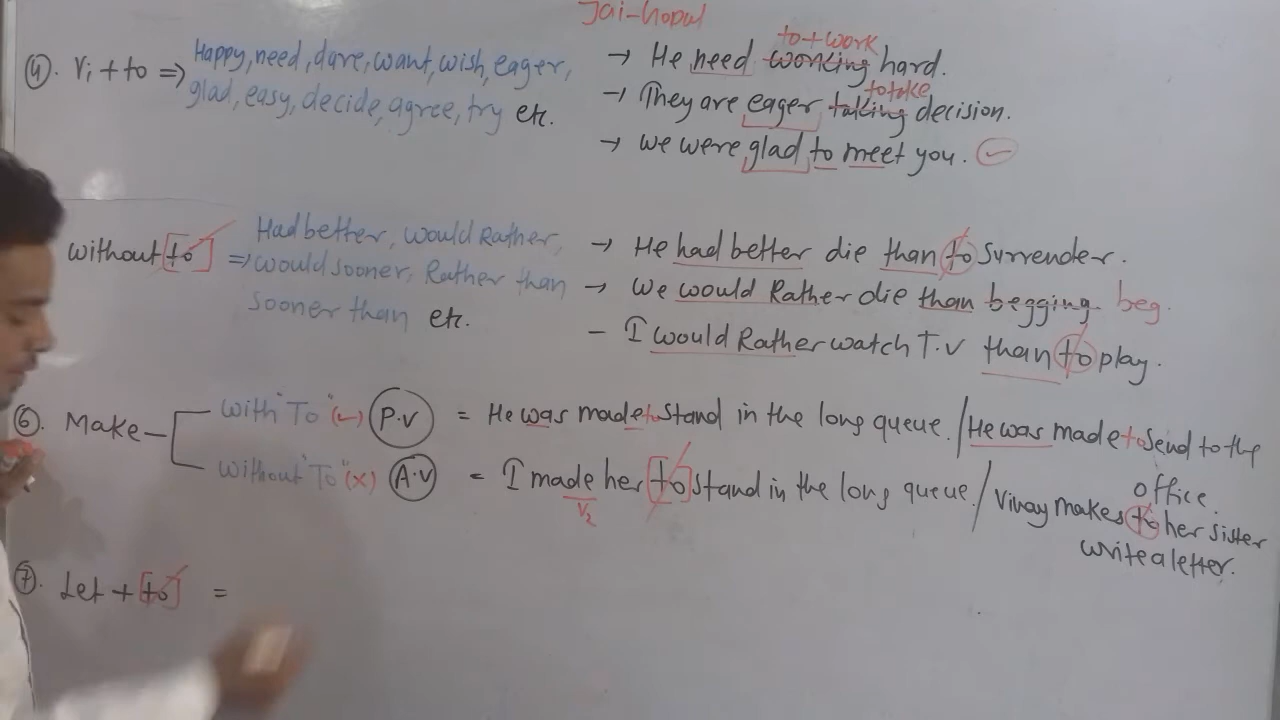 Jai-Gopal
④. V₁ + to => Happy, need, dare, want, wish, eager,
glad, easy, decide, agree, try etc.
to+work
→ He need working hard.
to take
→ They are eager taking decision.
→ We were glad to meet you.
Without [to] => Had better, would Rather,
would sooner, Rather than
sooner than etc.
→ He had better die than to surrender.
→ We would Rather die than begging beg.
– I would Rather watch T.V than to play.
⑥. Make – With "To" (✓) P.V = He was made to stand in the long queue. / He was made to send to the
office.
Without "To" (x) A.V = I made her [to] stand in the long queue / Vinay makes to her sister
V₂
write a letter.
⑦. Let + [to] =